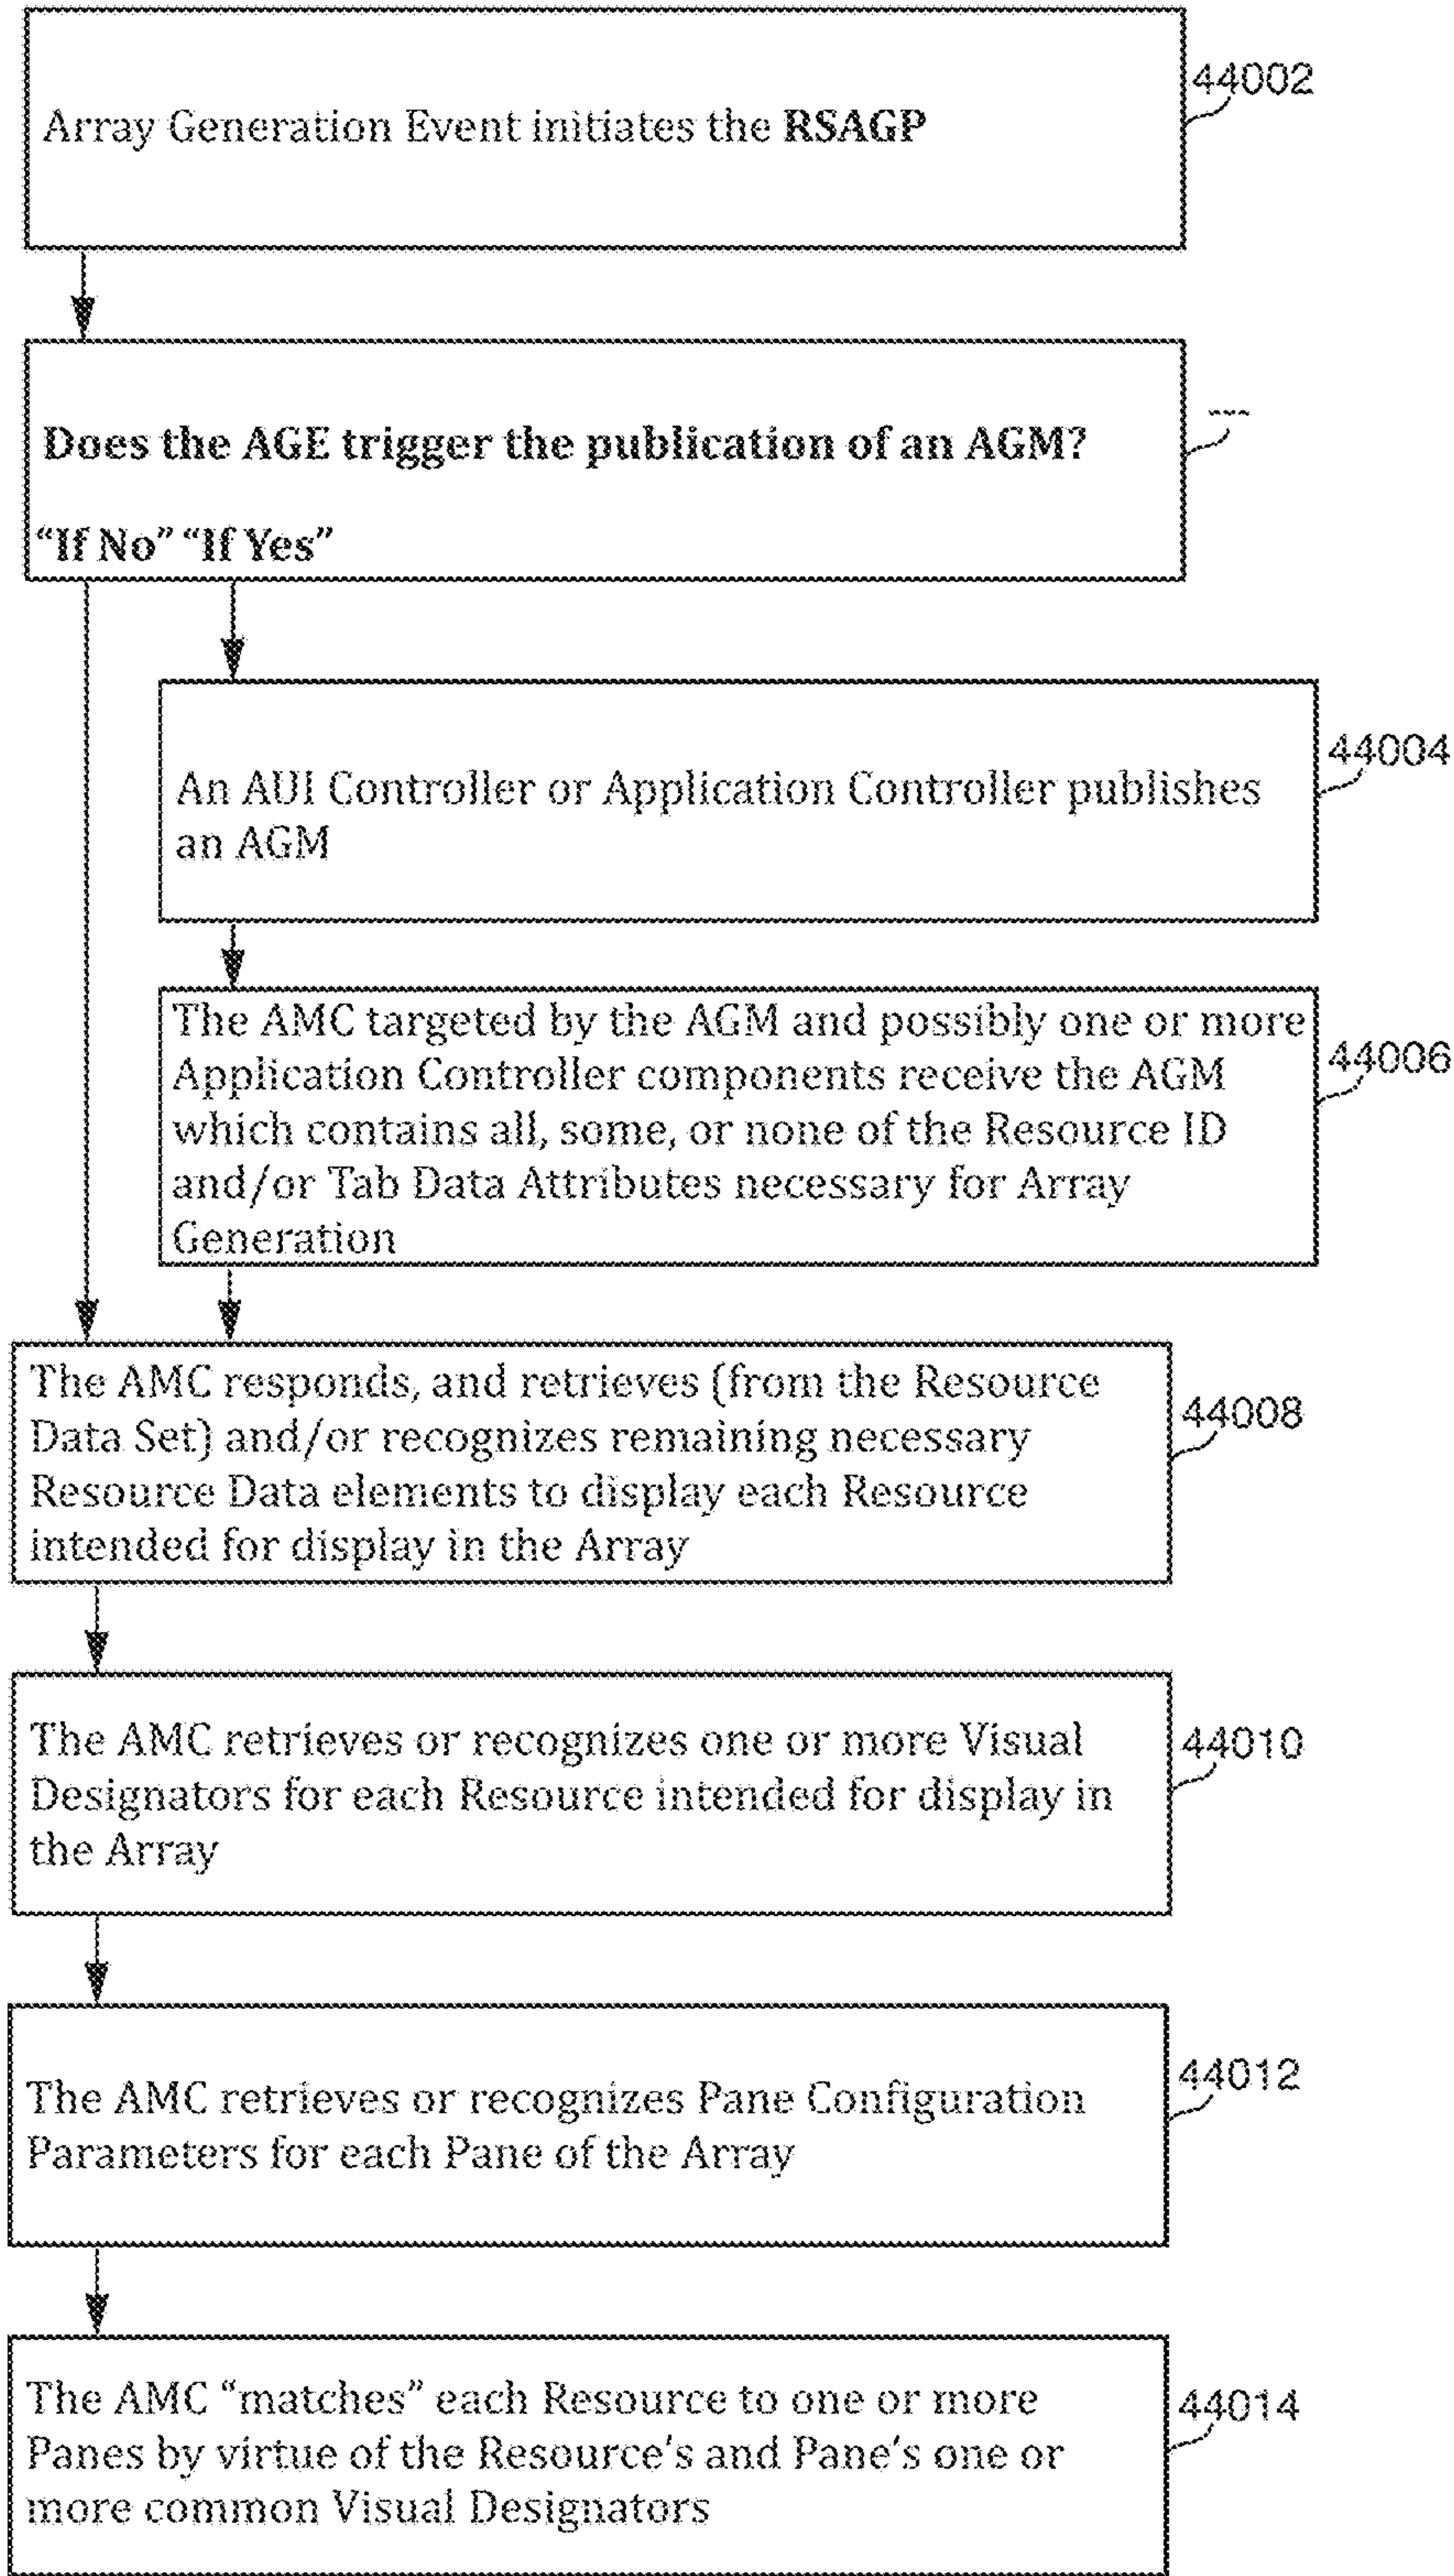 Array Generation Event initiates the RSAGP
44002
Does the AGE trigger the publication of an AGM?
---
“If No” “If Yes”
An AUI Controller or Application Controller publishes
an AGM
44004
The AMC targeted by the AGM and possibly one or more
Application Controller components receive the AGM
which contains all, some, or none of the Resource ID
and/or Tab Data Attributes necessary for Array
Generation
44006
The AMC responds, and retrieves (from the Resource
Data Set) and/or recognizes remaining necessary
Resource Data elements to display each Resource
intended for display in the Array
44008
The AMC retrieves or recognizes one or more Visual
Designators for each Resource intended for display in
the Array
44010
The AMC retrieves or recognizes Pane Configuration
Parameters for each Pane of the Array
44012
The AMC “matches” each Resource to one or more
Panes by virtue of the Resource's and Pane's one or
more common Visual Designators
44014